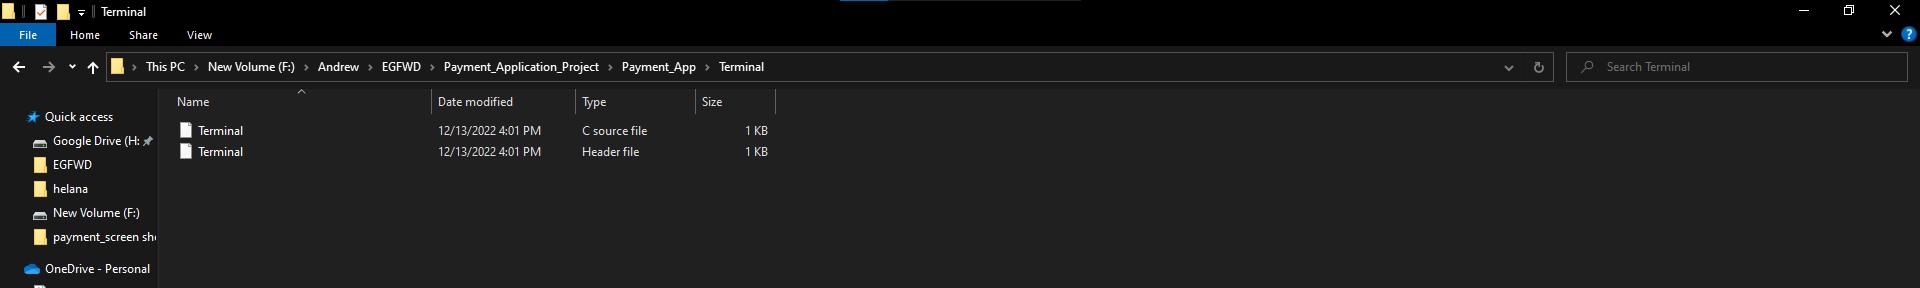 Terminal
File Home Share View
This PC New Volume (F:) Andrew EGFWD Payment_Application_Project Payment_App Terminal Search Terminal
Name Date modified Type Size
Quick access
Terminal 12/13/2022 4:01 PM C source file 1 KB
Google Drive (H:
Terminal 12/13/2022 4:01 PM Header file 1 KB
EGFWD
helana
New Volume (F:)
payment_screen sh
OneDrive - Personal